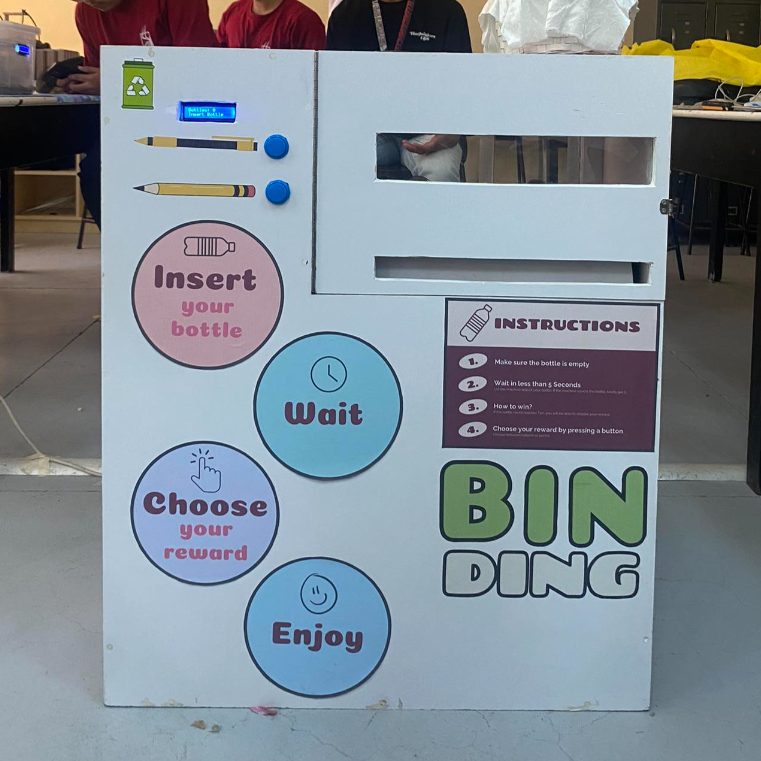 Bottles: 0
Insert Bottle
Insert
your
bottle
Wait
Choose
your
reward
Enjoy
INSTRUCTIONS
1. Make sure the bottle is empty
2. Wait in less than 5 Seconds
3. How to win?
4. Choose your reward by pressing a button
BIN
DING